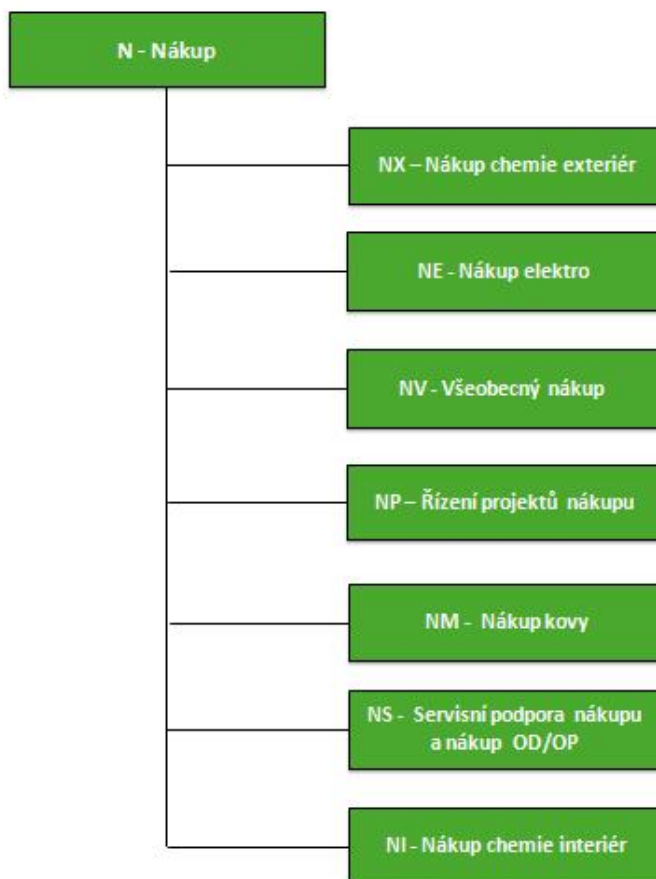 N - Nákup
NX – Nákup chemie exteriér
NE - Nákup elektro
NV - Všeobecný nákup
NP – Řízení projektů nákupu
NM - Nákup kovy
NS - Servisní podpora nákupu
a nákup OD/OP
NI - Nákup chemie interiér